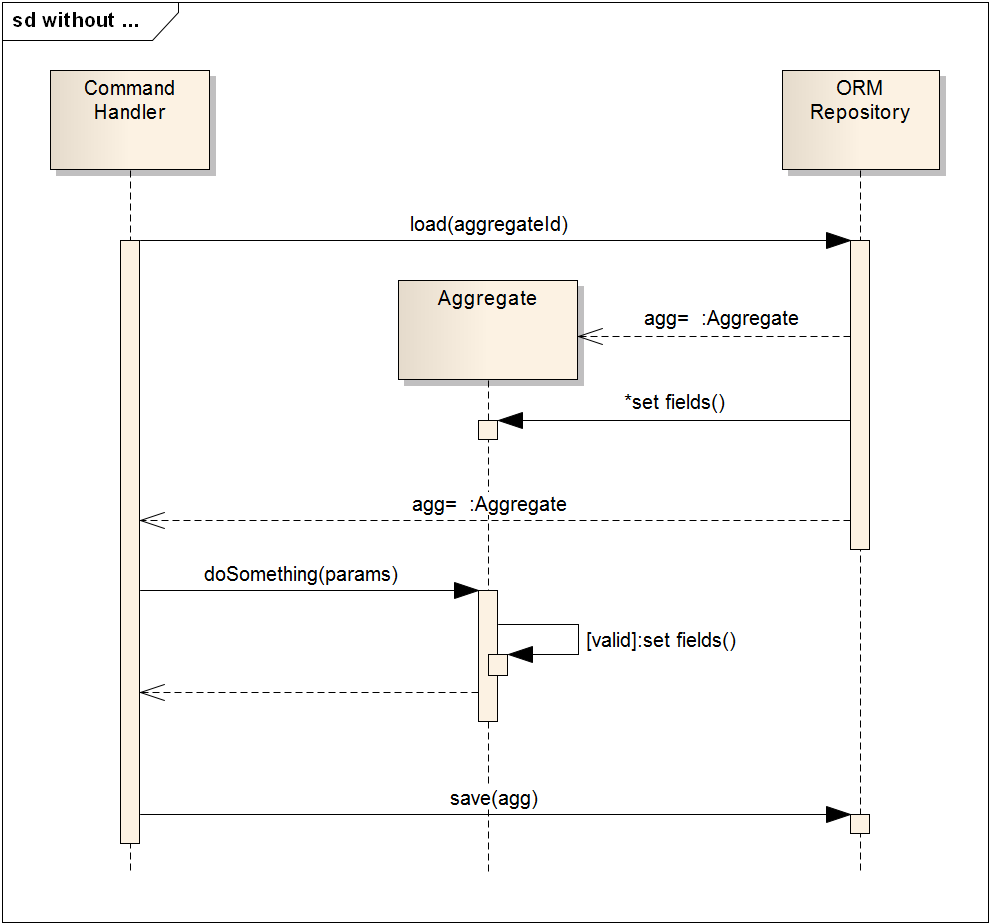 sd without ...
Command
Handler
ORM
Repository
load(aggregateId)
Aggregate
agg= :Aggregate
*set fields()
agg= :Aggregate
doSomething(params)
[valid]:set fields()
save(agg)